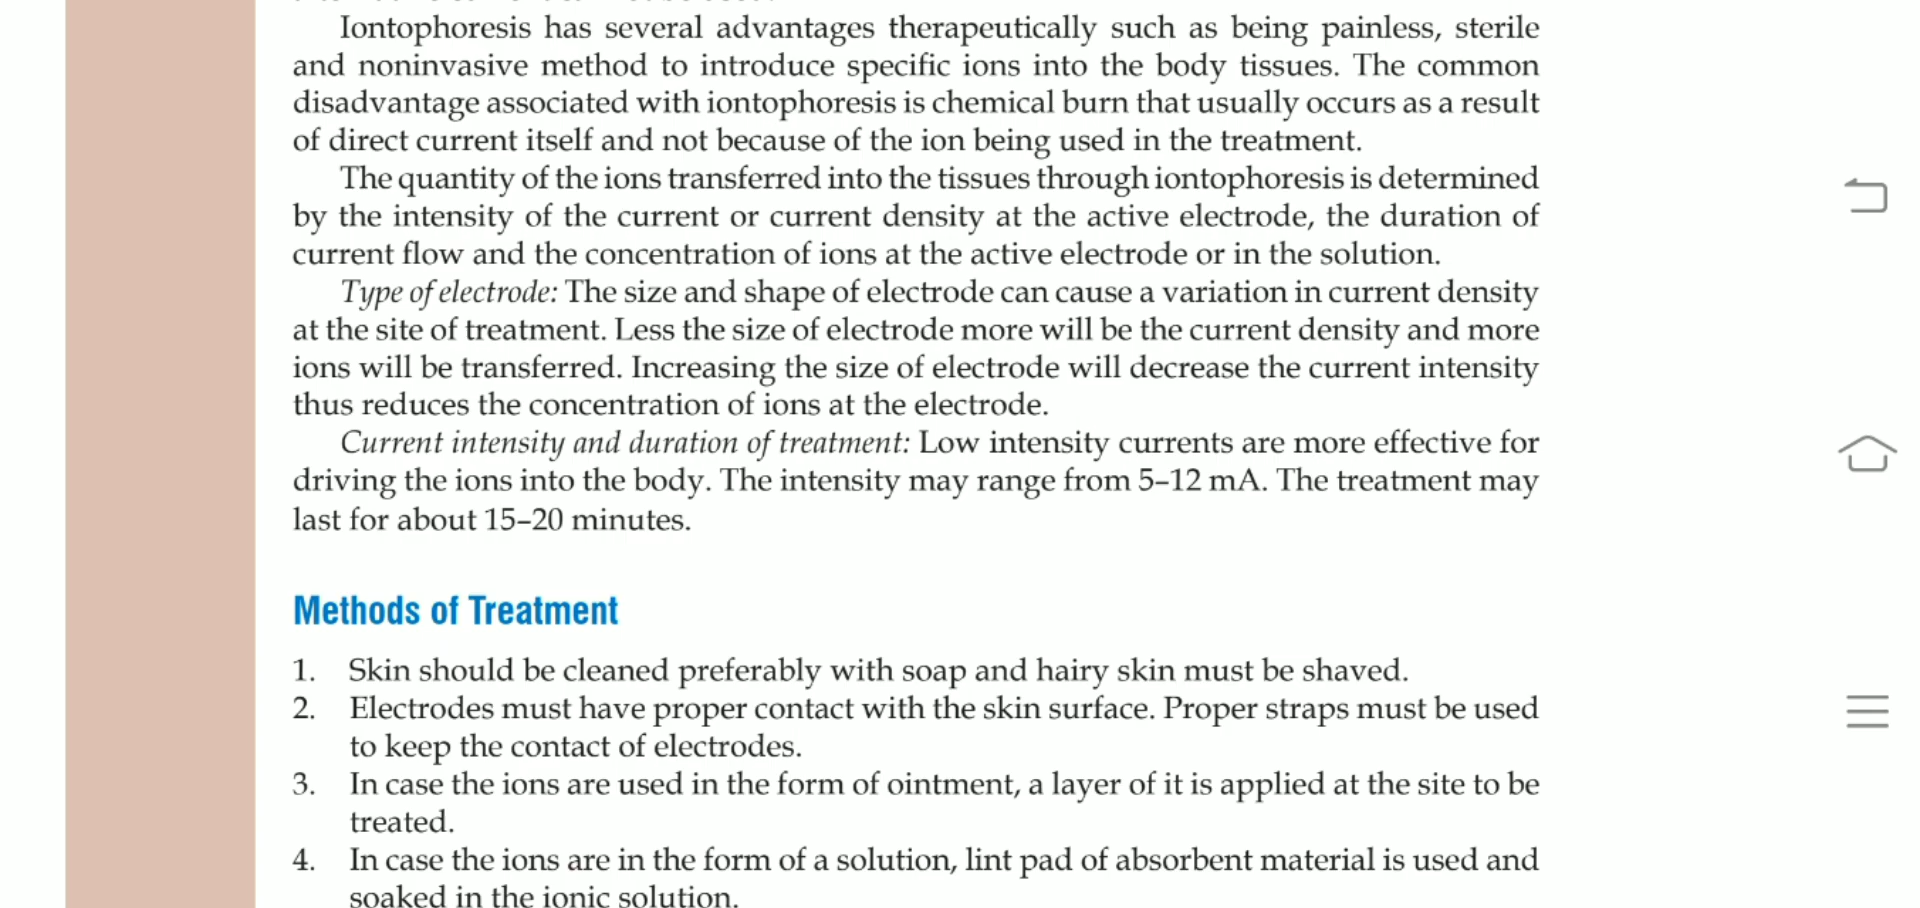 Iontophoresis has several advantages therapeutically such as being painless, sterile
and noninvasive method to introduce specific ions into the body tissues. The common
disadvantage associated with iontophoresis is chemical burn that usually occurs as a result
of direct current itself and not because of the ion being used in the treatment.
The quantity of the ions transferred into the tissues through iontophoresis is determined
by the intensity of the current or current density at the active electrode, the duration of
current flow and the concentration of ions at the active electrode or in the solution.
Type of electrode: The size and shape of electrode can cause a variation in current density
at the site of treatment. Less the size of electrode more will be the current density and more
ions will be transferred. Increasing the size of electrode will decrease the current intensity
thus reduces the concentration of ions at the electrode.
Current intensity and duration of treatment: Low intensity currents are more effective for
driving the ions into the body. The intensity may range from 5–12 mA. The treatment may
last for about 15–20 minutes.
Methods of Treatment
1. Skin should be cleaned preferably with soap and hairy skin must be shaved.
2. Electrodes must have proper contact with the skin surface. Proper straps must be used
to keep the contact of electrodes.
3. In case the ions are used in the form of ointment, a layer of it is applied at the site to be
treated.
4. In case the ions are in the form of a solution, lint pad of absorbent material is used and
soaked in the ionic solution.